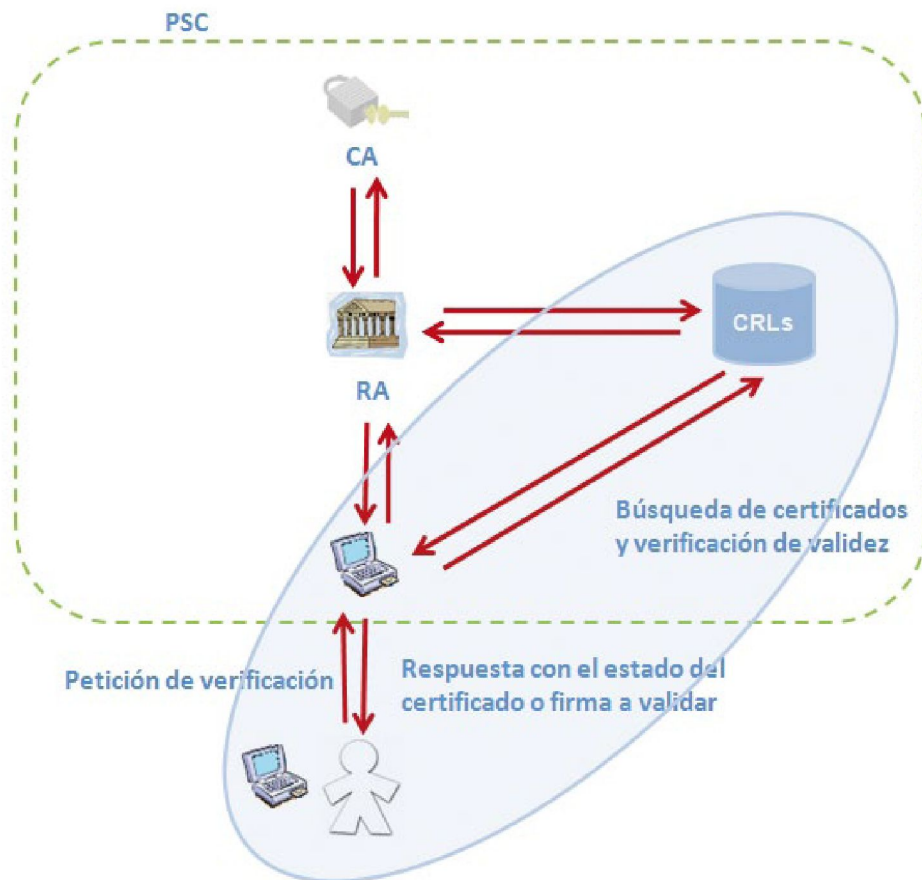 PSC
CA
CRLs
RA
Búsqueda de certificados
y verificación de validez
Petición de verificación
Respuesta con el estado del
certificado o firma a validar